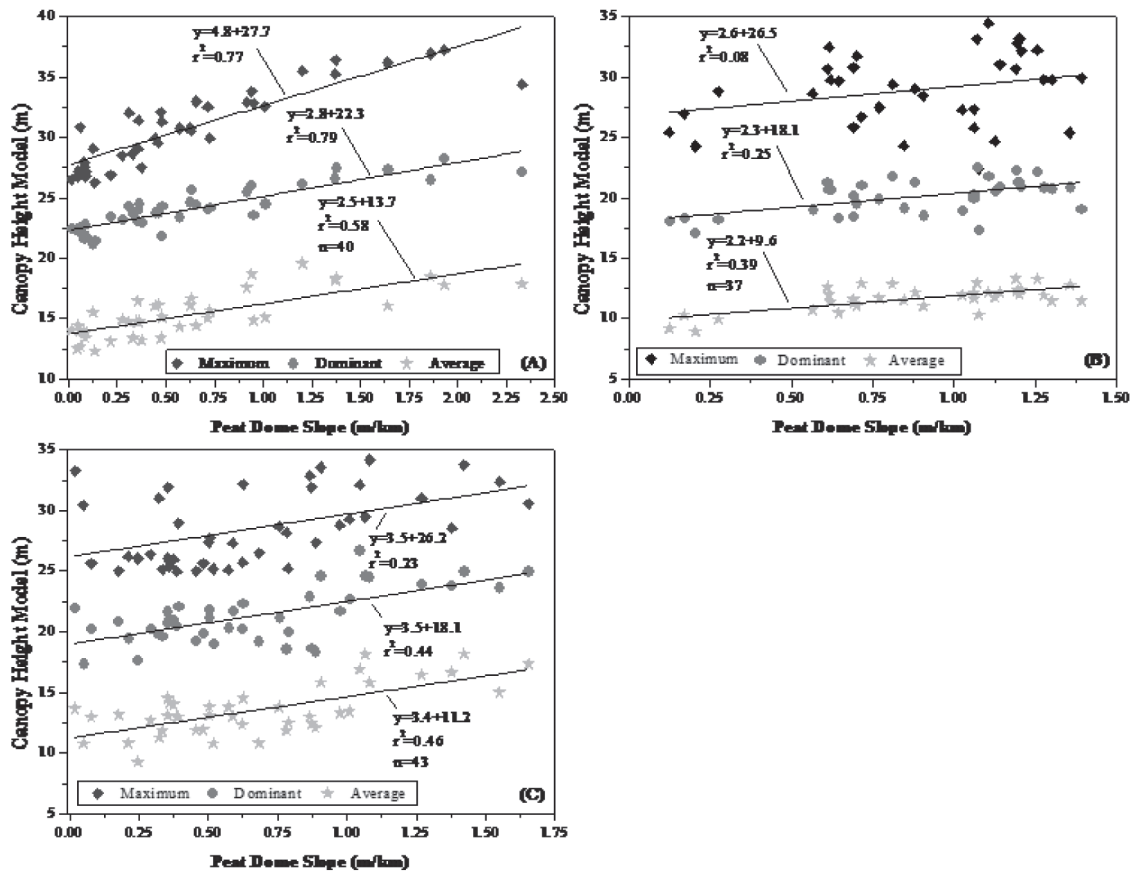 40
35
30
25
20
15
10
Canopy Height Model (m)
y=4.8+27.7
r²=0.77
y=2.8+22.3
r²=0.79
y=2.5+13.7
r²=0.58
n=40
Maximum Dominant Average
(A)
0.00 0.25 0.50 0.75 1.00 1.25 1.50 1.75 2.00 2.25 2.50
Peat Dome Slope (m/km)
35
30
25
20
15
10
5
Canopy Height Model (m)
y=2.6+26.5
r²=0.08
y=2.3+18.1
r²=0.25
y=2.2+9.6
r²=0.39
n=37
Maximum Dominant Average
(B)
0.00 0.25 0.50 0.75 1.00 1.25 1.50
Peat Dome Slope (m/km)
35
30
25
20
15
10
5
Canopy Height Model (m)
y=3.5+26.2
r²=0.23
y=3.5+18.1
r²=0.44
y=3.4+11.2
r²=0.46
n=43
Maximum Dominant Average
(C)
0.00 0.25 0.50 0.75 1.00 1.25 1.50 1.75
Peat Dome Slope (m/km)